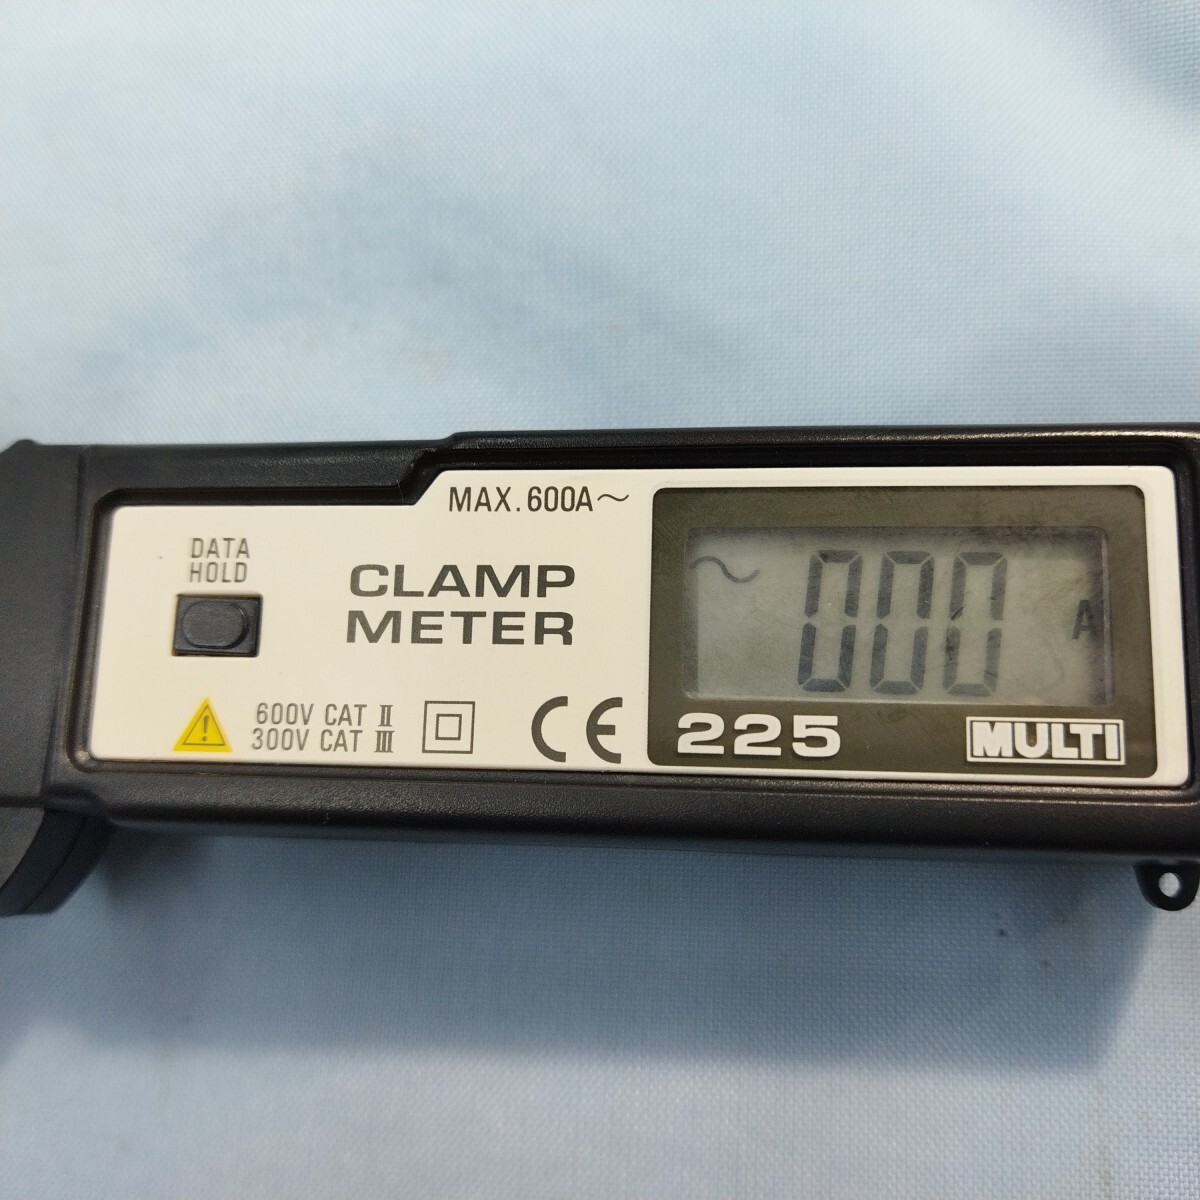 MAX. 600A～
DATA
HOLD
CLAMP
METER
600V CAT Ⅱ
300V CAT Ⅲ
CE
～ 000 A
225
MULTI